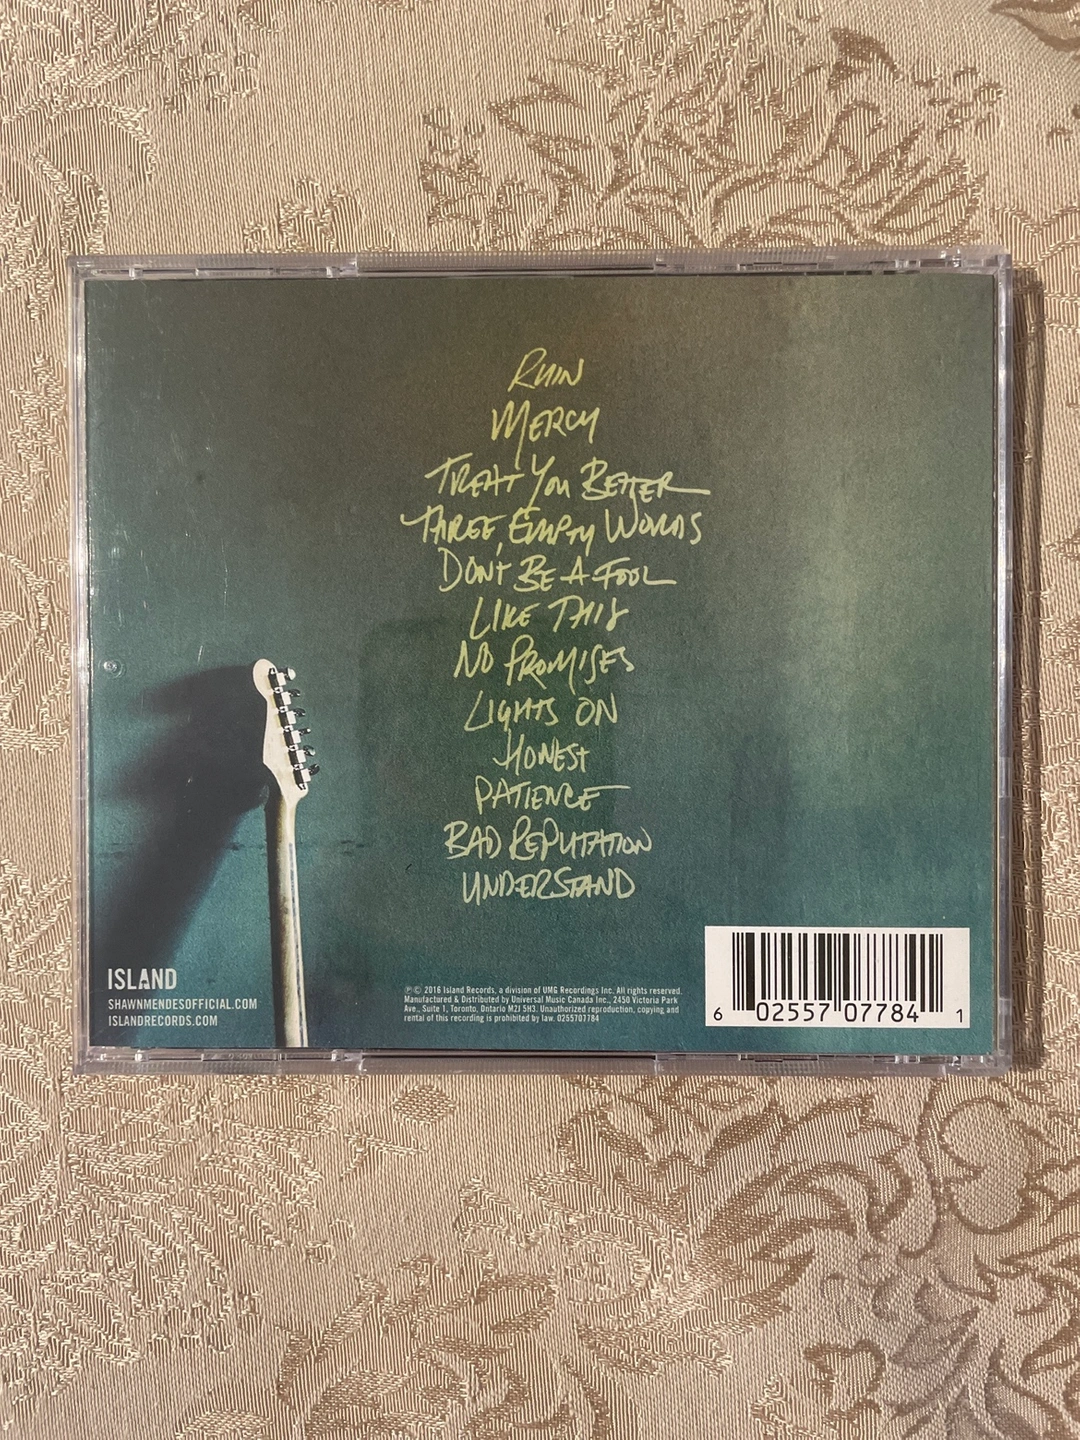 RUIN
MERCY
TREAT YOU BETTER
THREE EMPTY WORDS
DON'T BE A FOOL
LIKE THIS
NO PROMISES
LIGHTS ON
HONEST
PATIENCE
BAD REPUTATION
UNDERSTAND
ISLAND
SHAWNMENDESOFFICIAL.COM
ISLANDRECORDS.COM
℗© 2016 Island Records, a division of UMG Recordings Inc. All rights reserved.
Manufactured & Distributed by Universal Music Canada Inc., 2450 Victoria Park
Ave., Suite 1, Toronto, Ontario M2J 5H3. Unauthorized reproduction, copying and
rental of this recording is prohibited by law. 0255707784
6 02557 07784 1